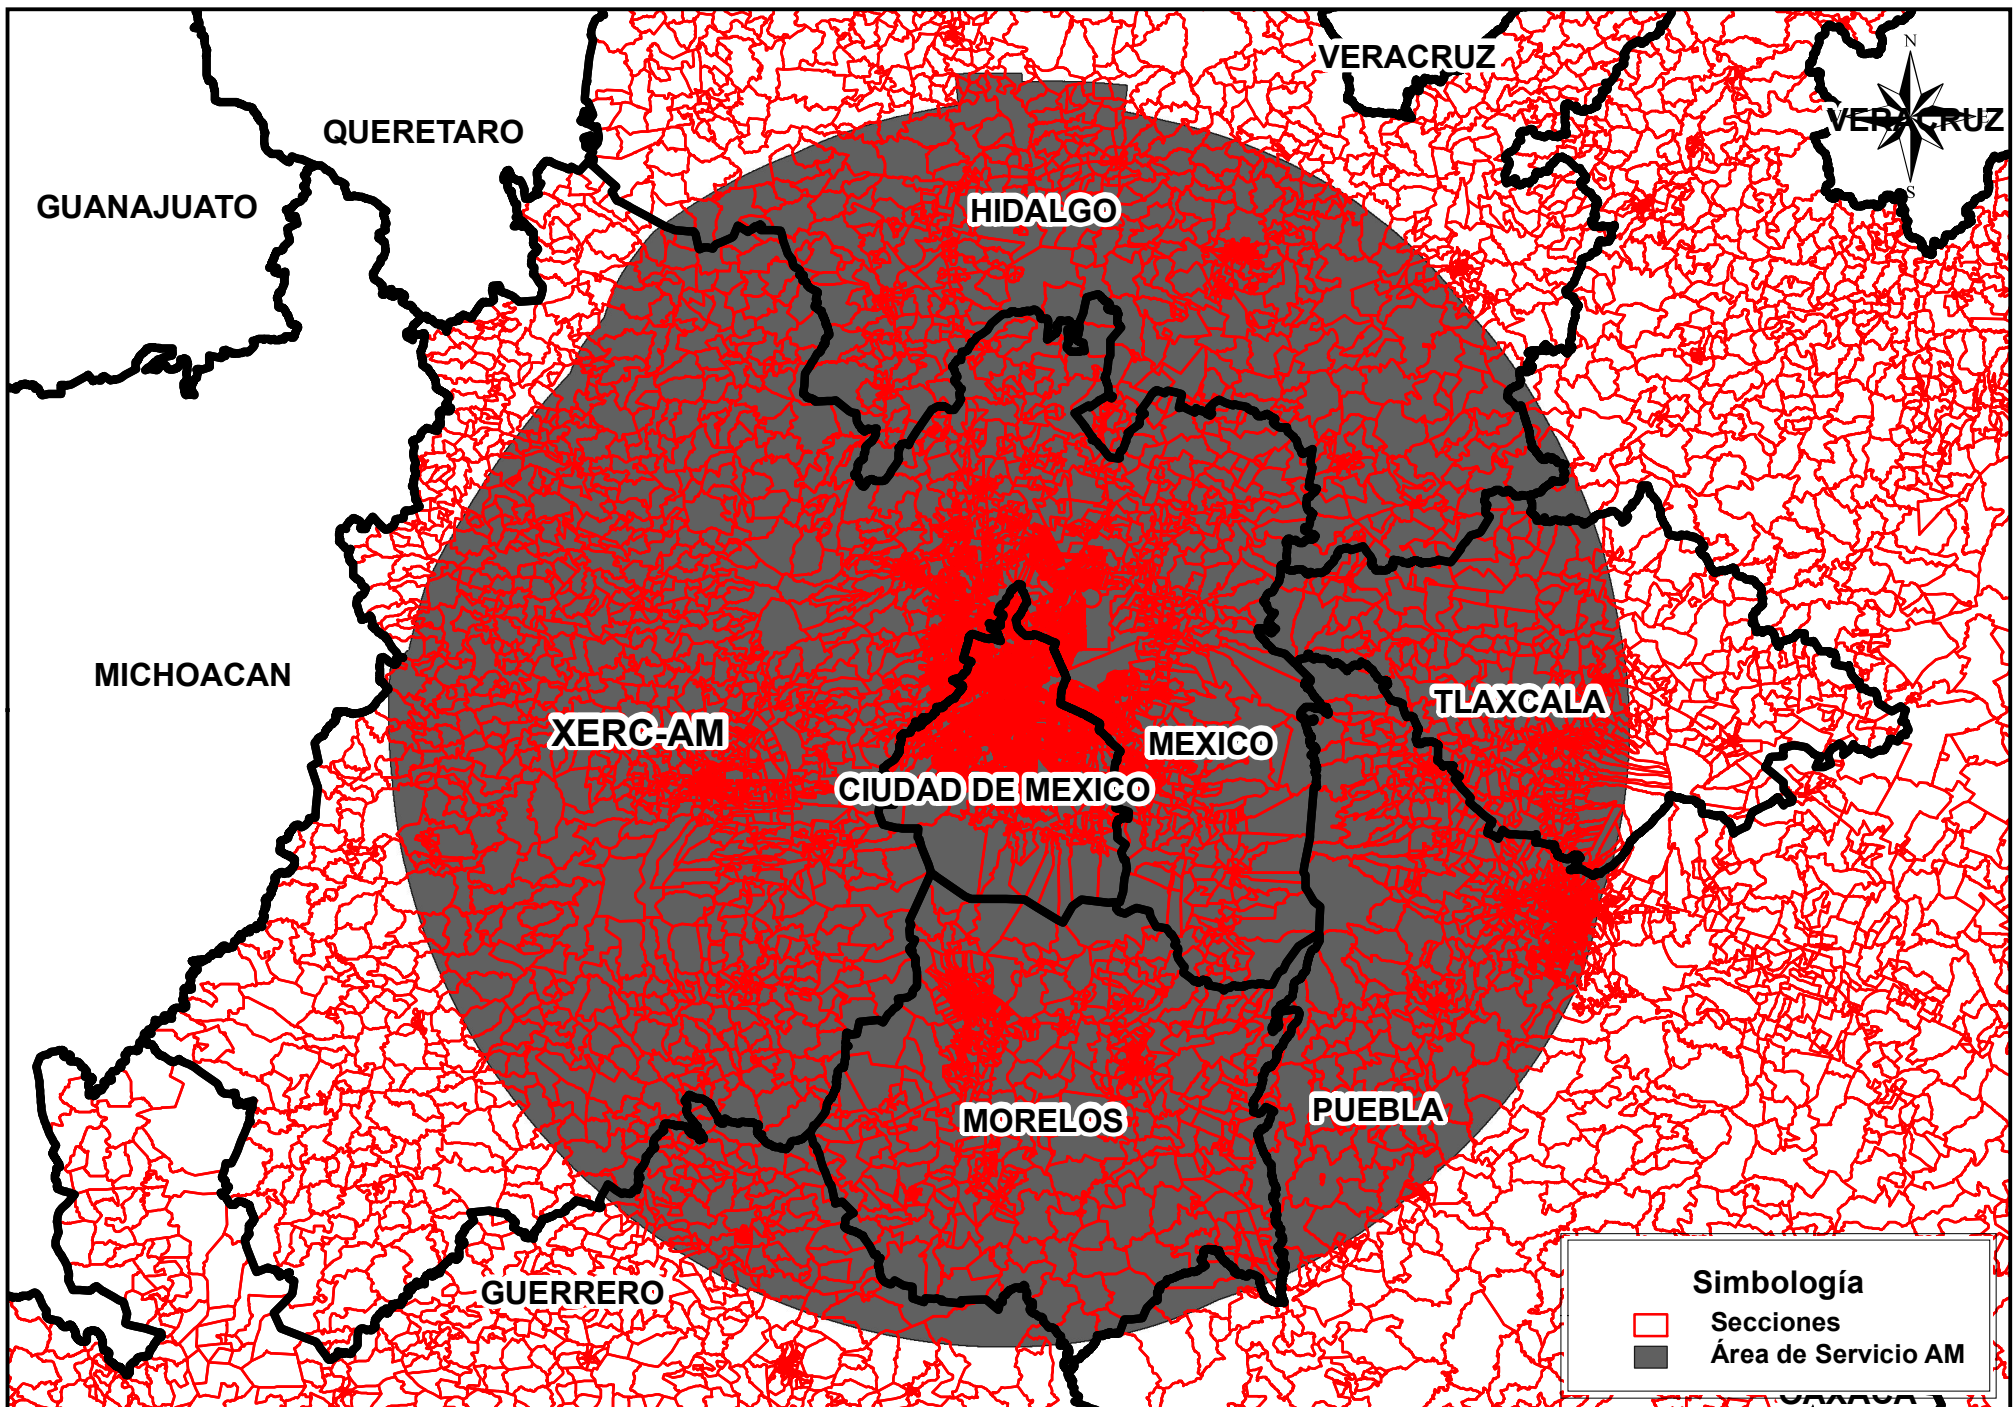 VERACRUZ
N
QUERETARO
VERACRUZ
E
S
GUANAJUATO
HIDALGO
MICHOACAN
TLAXCALA
XERC-AM
MEXICO
CIUDAD DE MEXICO
PUEBLA
MORELOS
GUERRERO
Simbología
Secciones
Área de Servicio AM
OAXACA